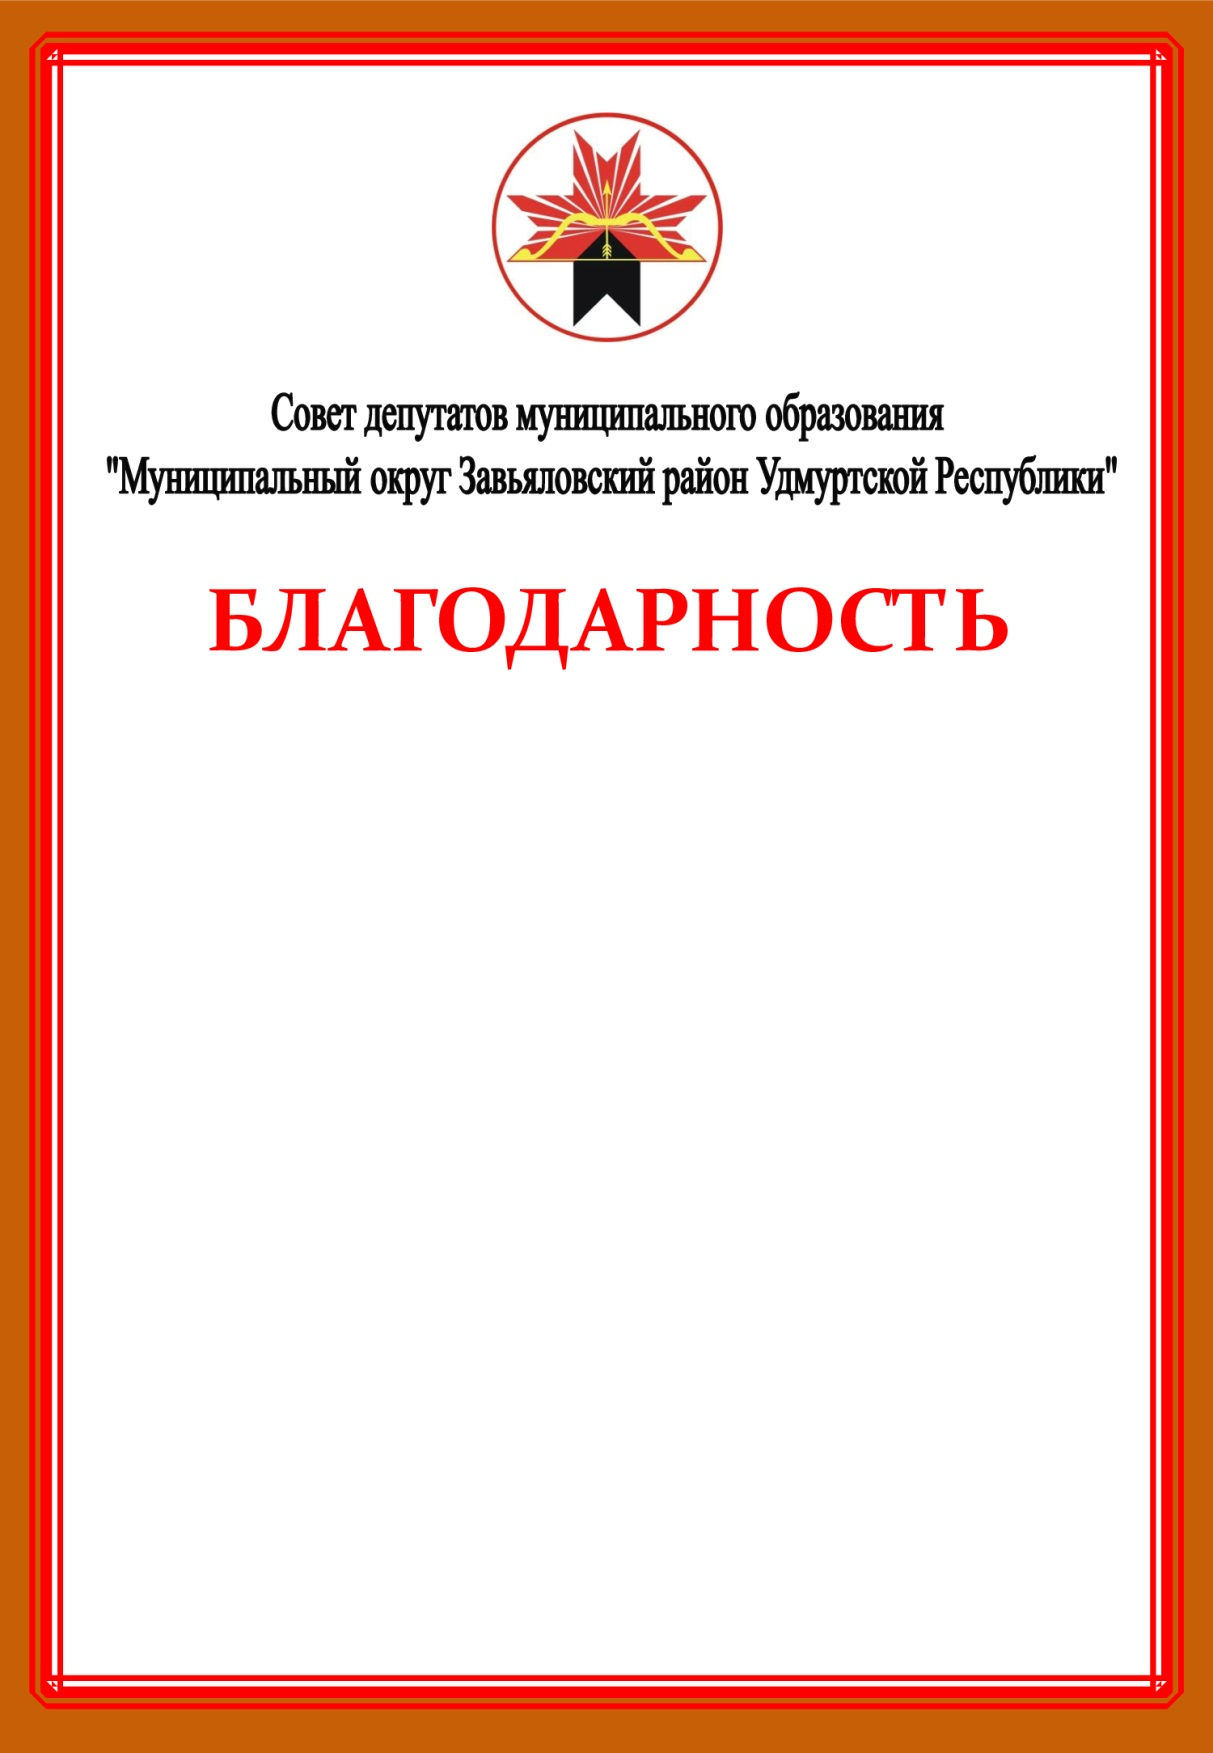 Совет депутатов муниципального образования
"Муниципальный округ Завьяловский район Удмуртской Республики"
БЛАГОДАРНОСТЬ